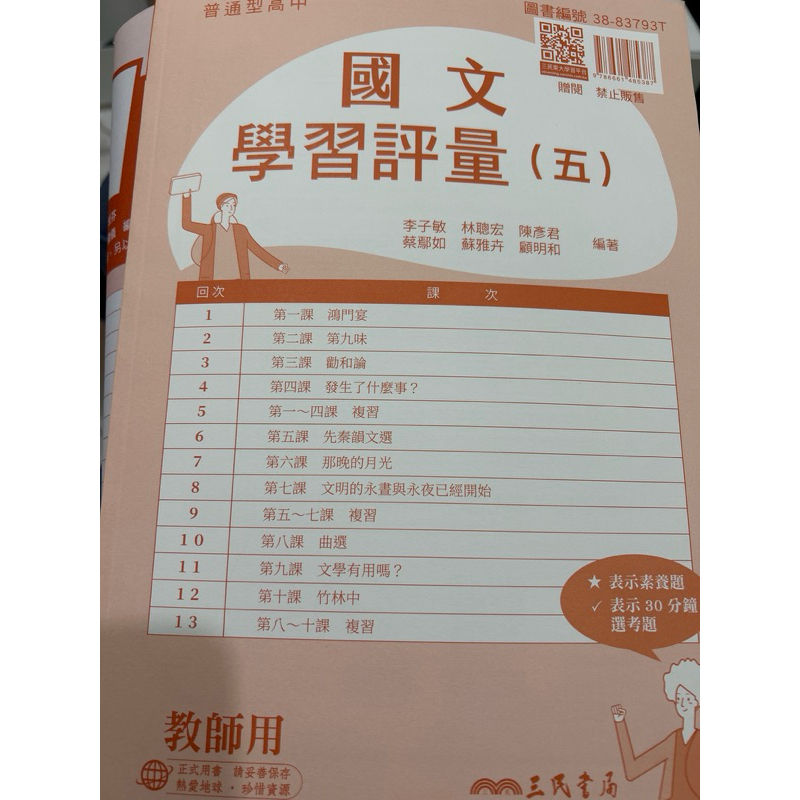 普通型高中
圖書編號 38-83793T
三民東大學習平台
9786661485387
贈閱 禁止販售
國文
學習評量(五)
李子敏 林聰宏 陳彥君
蔡鄢如 蘇雅卉 顧明和 編著
回次 課次
1 第一課 鴻門宴
2 第二課 第九味
3 第三課 勸和論
4 第四課 發生了什麼事?
5 第一~四課 複習
6 第五課 先秦韻文選
7 第六課 那晚的月光
8 第七課 文明的永晝與永夜已經開始
9 第五~七課 複習
10 第八課 曲選
11 第九課 文學有用嗎?
12 第十課 竹林中
13 第八~十課 複習
★ 表示素養題
✓ 表示30分鐘
選考題
教師用
正式用書 請妥善保存
熱愛地球・珍惜資源
三民書局